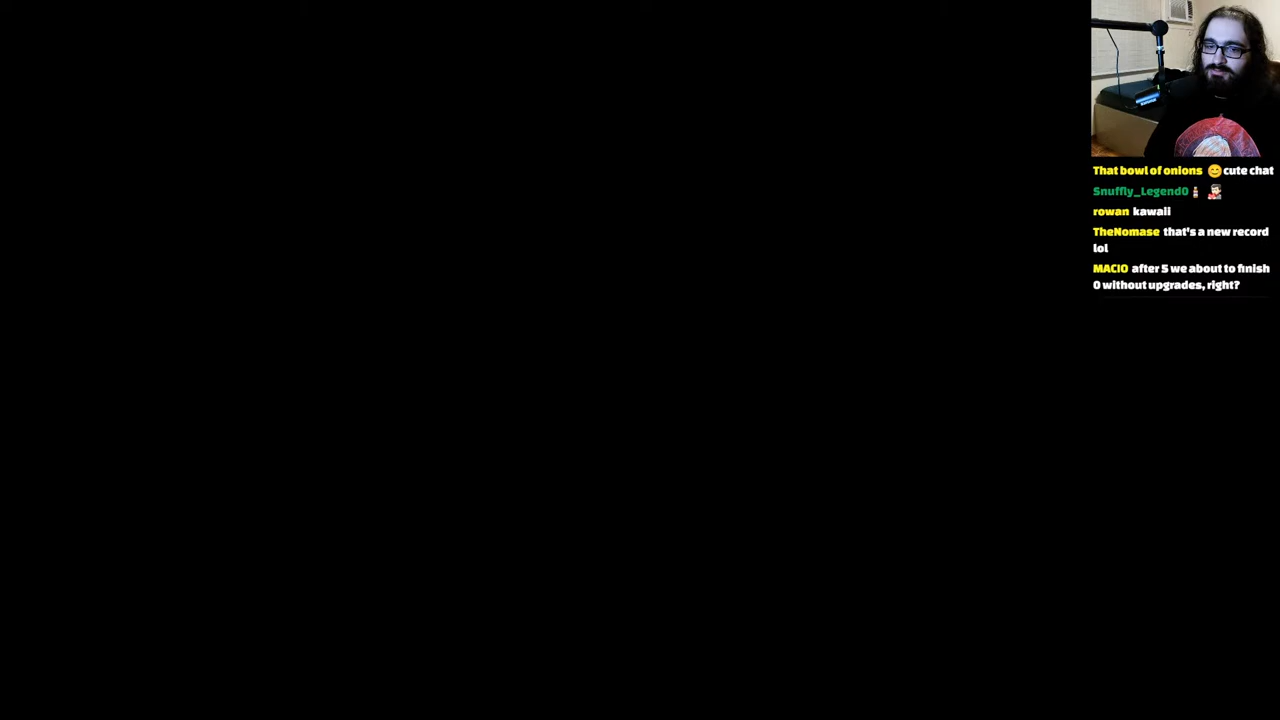 That bowl of onions 😊cute chat
Snuffly_Legend0
rowan kawaii
TheNomase that's a new record
lol
MACIO after 5 we about to finish
0 without upgrades, right?